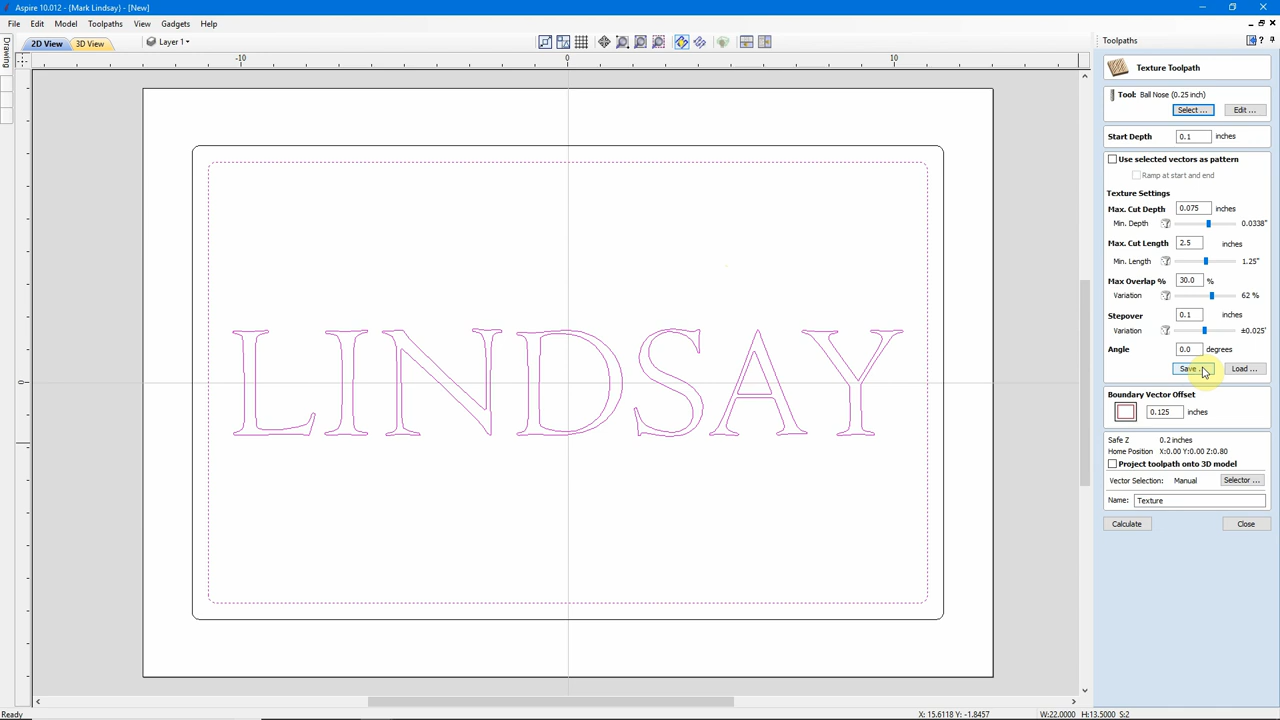 Aspire 10.012 - {Mark Lindsay} - [New]
File Edit Model Toolpaths View Gadgets Help
2D View 3D View Layer 1
Drawing
-10 0 10
0
LINDSAY
Toolpaths
Texture Toolpath
Tool: Ball Nose (0.25 inch)
Select ... Edit ...
Start Depth 0.1 inches
Use selected vectors as pattern
Ramp at start and end
Texture Settings
Max. Cut Depth 0.075 inches
Min. Depth 0.0338"
Max. Cut Length 2.5 inches
Min. Length 1.25"
Max Overlap % 30.0 %
Variation 62 %
Stepover 0.1 inches
Variation ±0.025"
Angle 0.0 degrees
Save ... Load ...
Boundary Vector Offset
0.125 inches
Safe Z 0.2 inches
Home Position X:0.00 Y:0.00 Z:0.80
Project toolpath onto 3D model
Vector Selection: Manual Selector ...
Name: Texture
Calculate Close
Ready X: 15.6118 Y: -1.8457 W:22.0000 H:13.5000 S:2